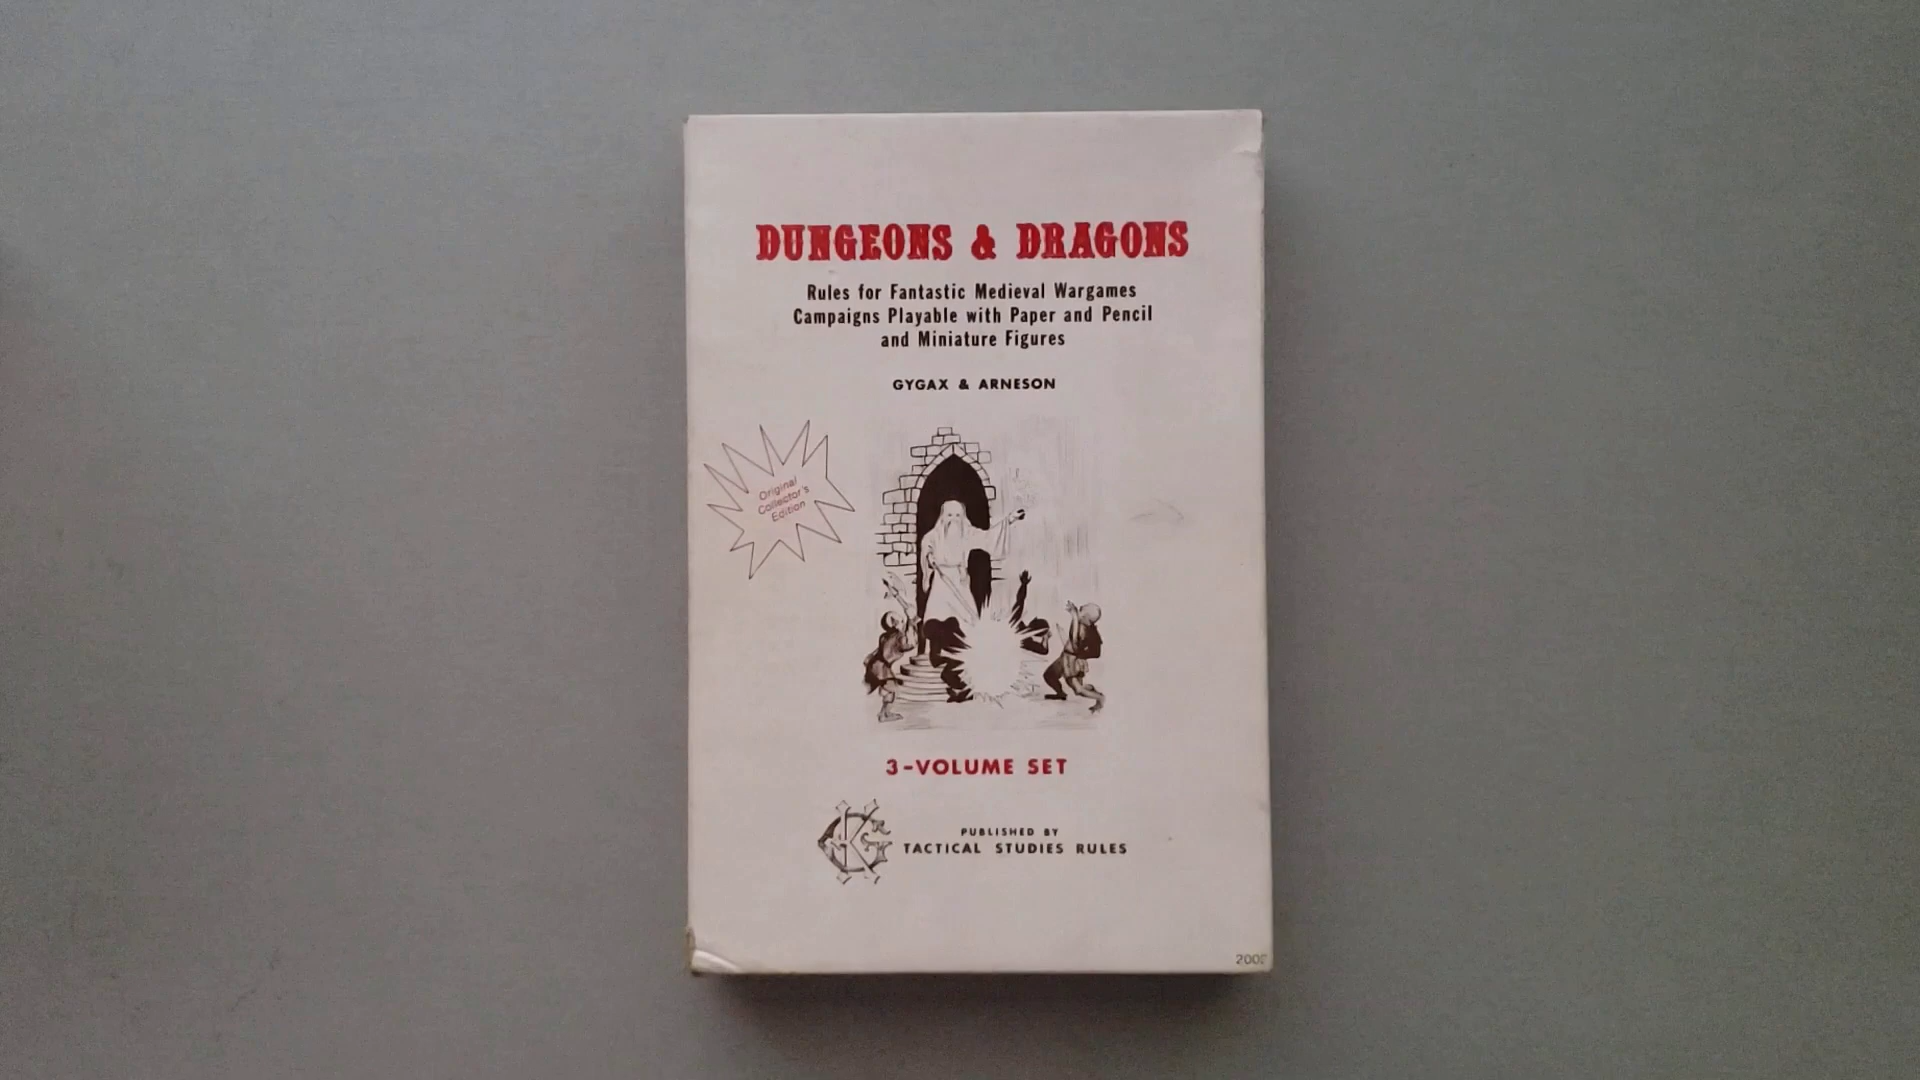 DUNGEONS & DRAGONS
Rules for Fantastic Medieval Wargames
Campaigns Playable with Paper and Pencil
and Miniature Figures
GYGAX & ARNESON
Original
Collector's
Edition
3-VOLUME SET
PUBLISHED BY
TACTICAL STUDIES RULES